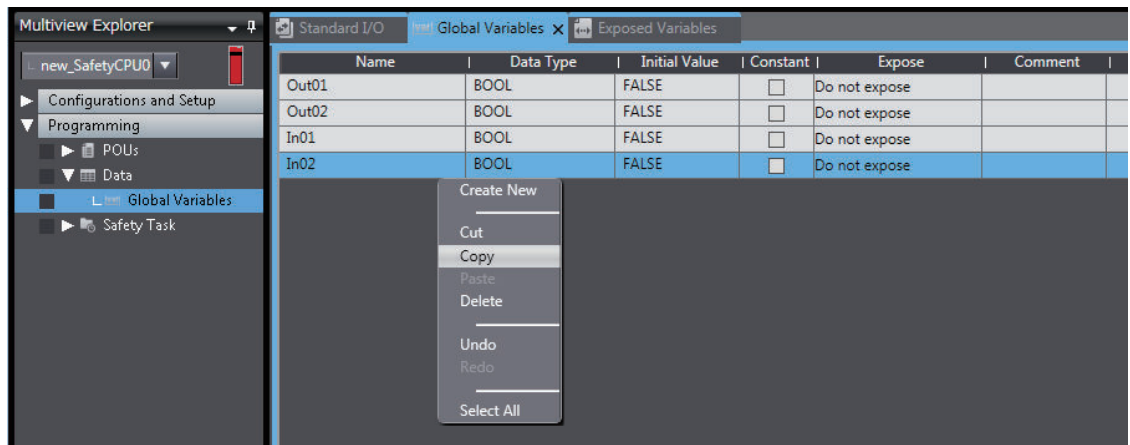 Multiview Explorer
new_SafetyCPU0
Configurations and Setup
Programming
POUs
Data
Global Variables
Safety Task
Standard I/O Global Variables Exposed Variables
Name Data Type Initial Value Constant Expose Comment
Out01 BOOL FALSE Do not expose
Out02 BOOL FALSE Do not expose
In01 BOOL FALSE Do not expose
In02 BOOL FALSE Do not expose
Create New
Cut
Copy
Paste
Delete
Undo
Redo
Select All